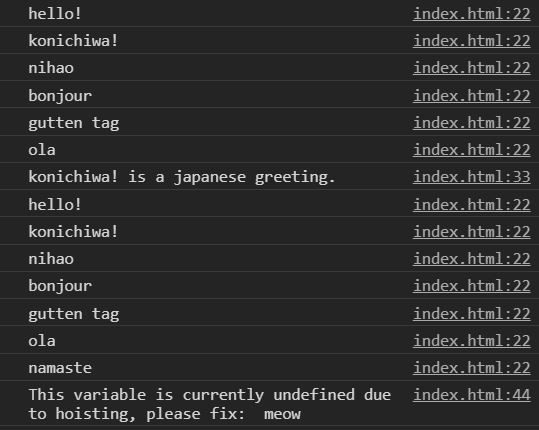 hello! index.html:22
konichiwa! index.html:22
nihao index.html:22
bonjour index.html:22
gutten tag index.html:22
ola index.html:22
konichiwa! is a japanese greeting. index.html:33
hello! index.html:22
konichiwa! index.html:22
nihao index.html:22
bonjour index.html:22
gutten tag index.html:22
ola index.html:22
namaste index.html:22
This variable is currently undefined due index.html:44
to hoisting, please fix:  meow